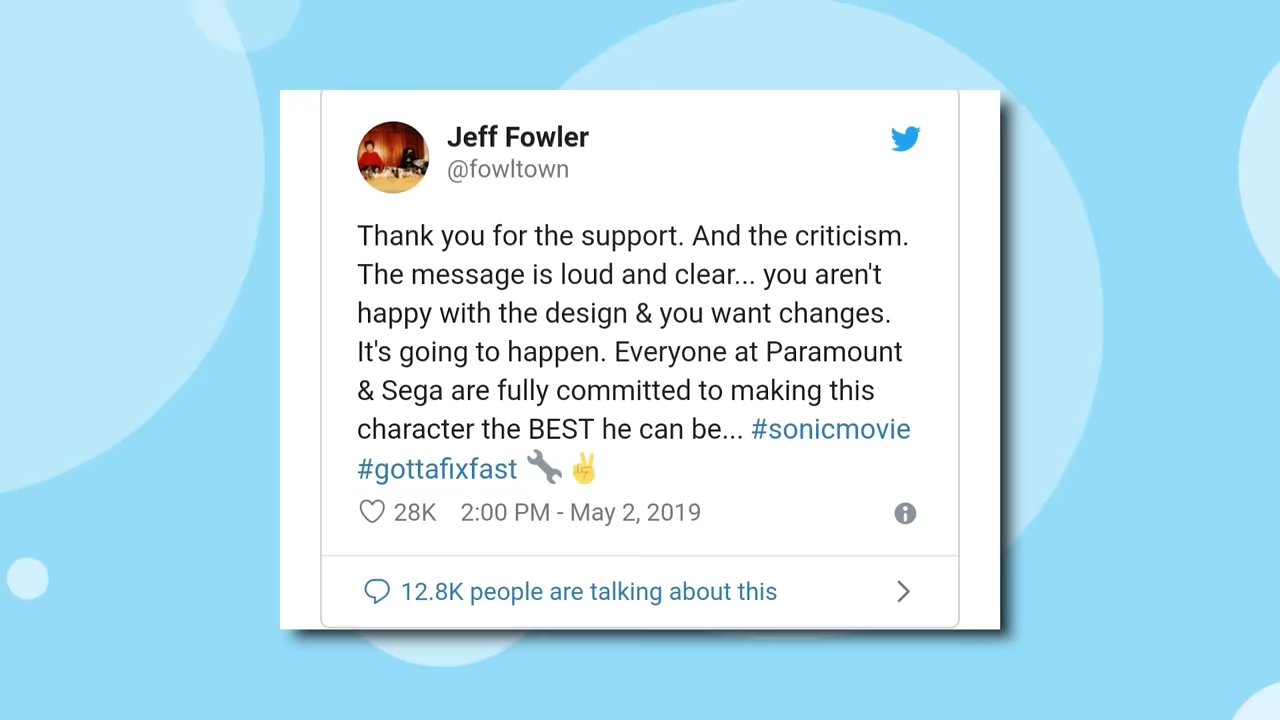 Jeff Fowler
@fowltown
Thank you for the support. And the criticism.
The message is loud and clear... you aren't
happy with the design & you want changes.
It's going to happen. Everyone at Paramount
& Sega are fully committed to making this
character the BEST he can be... #sonicmovie
#gottafixfast 🔧✌️
28K 2:00 PM - May 2, 2019
12.8K people are talking about this